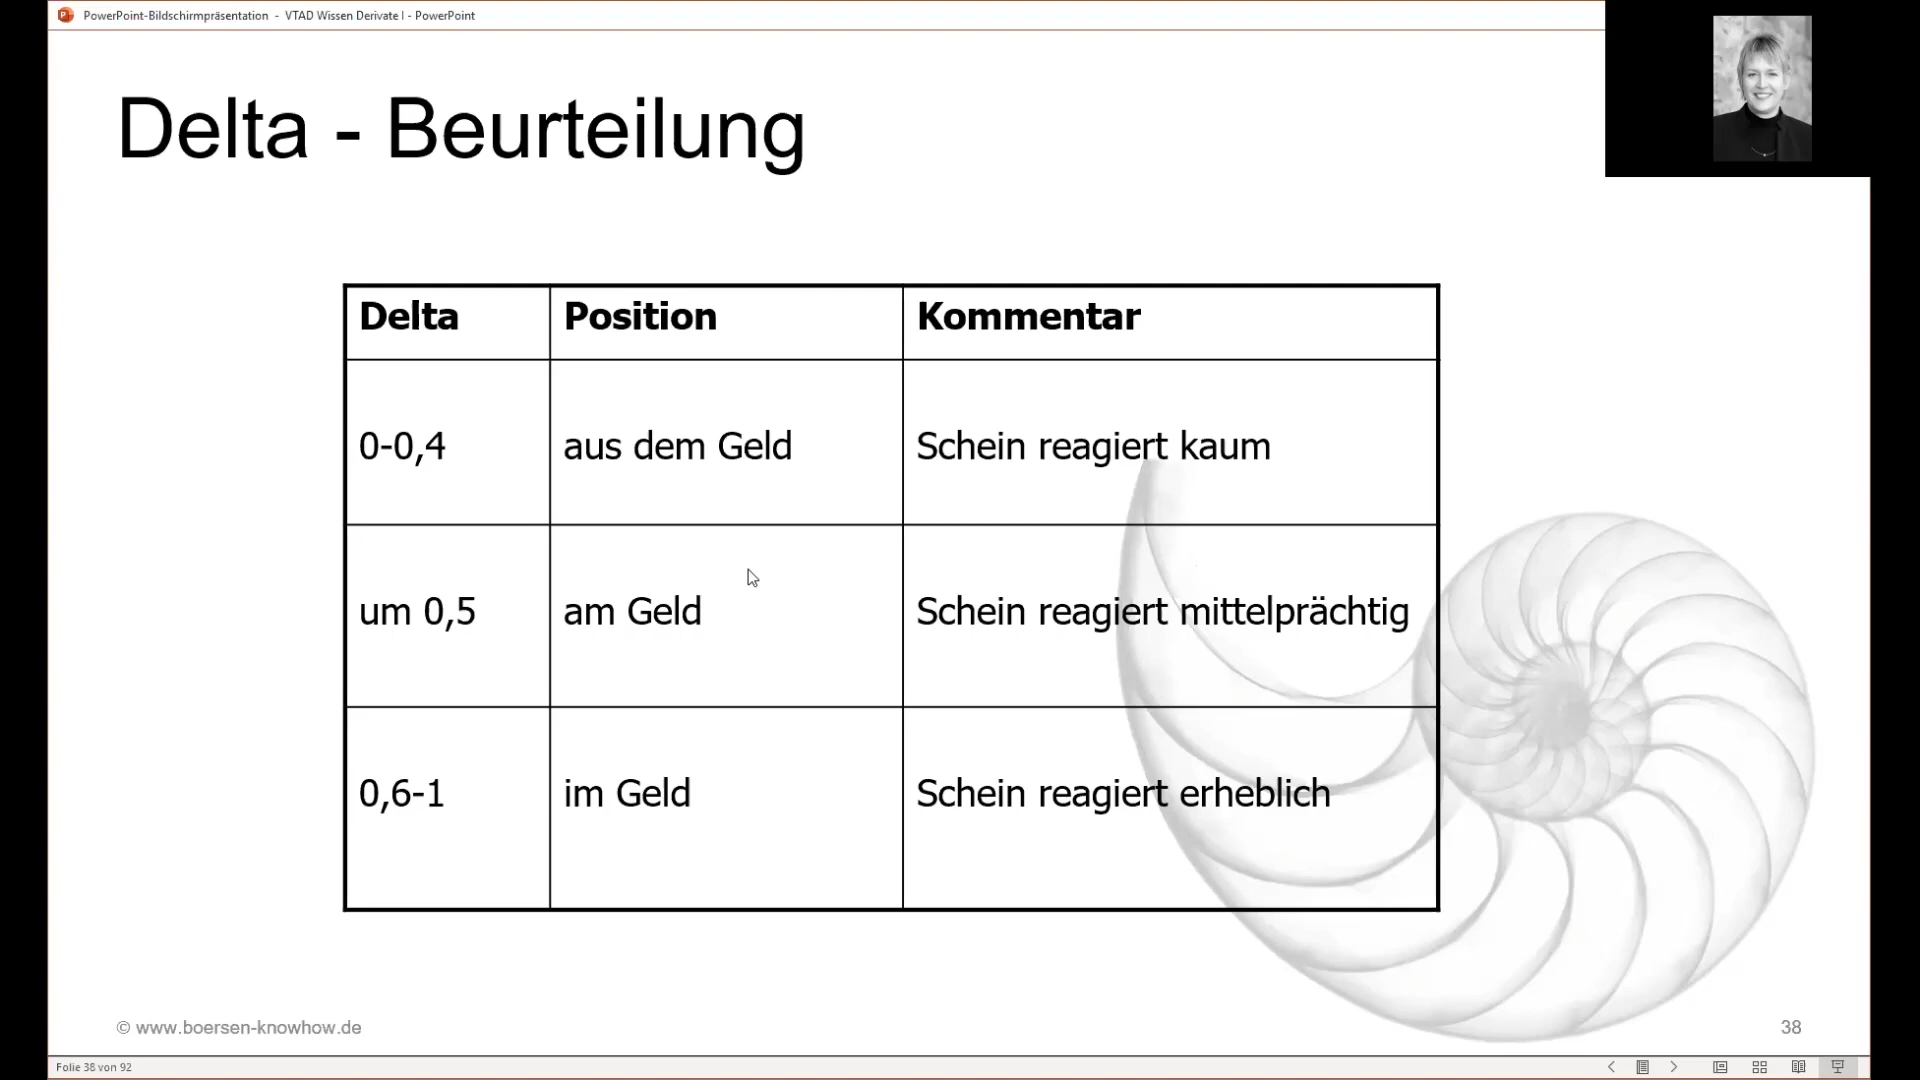 PowerPoint-Bildschirmpräsentation - VTAD Wissen Derivate I - PowerPoint
Delta - Beurteilung
Delta Position Kommentar
0-0,4 aus dem Geld Schein reagiert kaum
um 0,5 am Geld Schein reagiert mittelprächtig
0,6-1 im Geld Schein reagiert erheblich
© www.boersen-knowhow.de 38
Folie 38 von 92